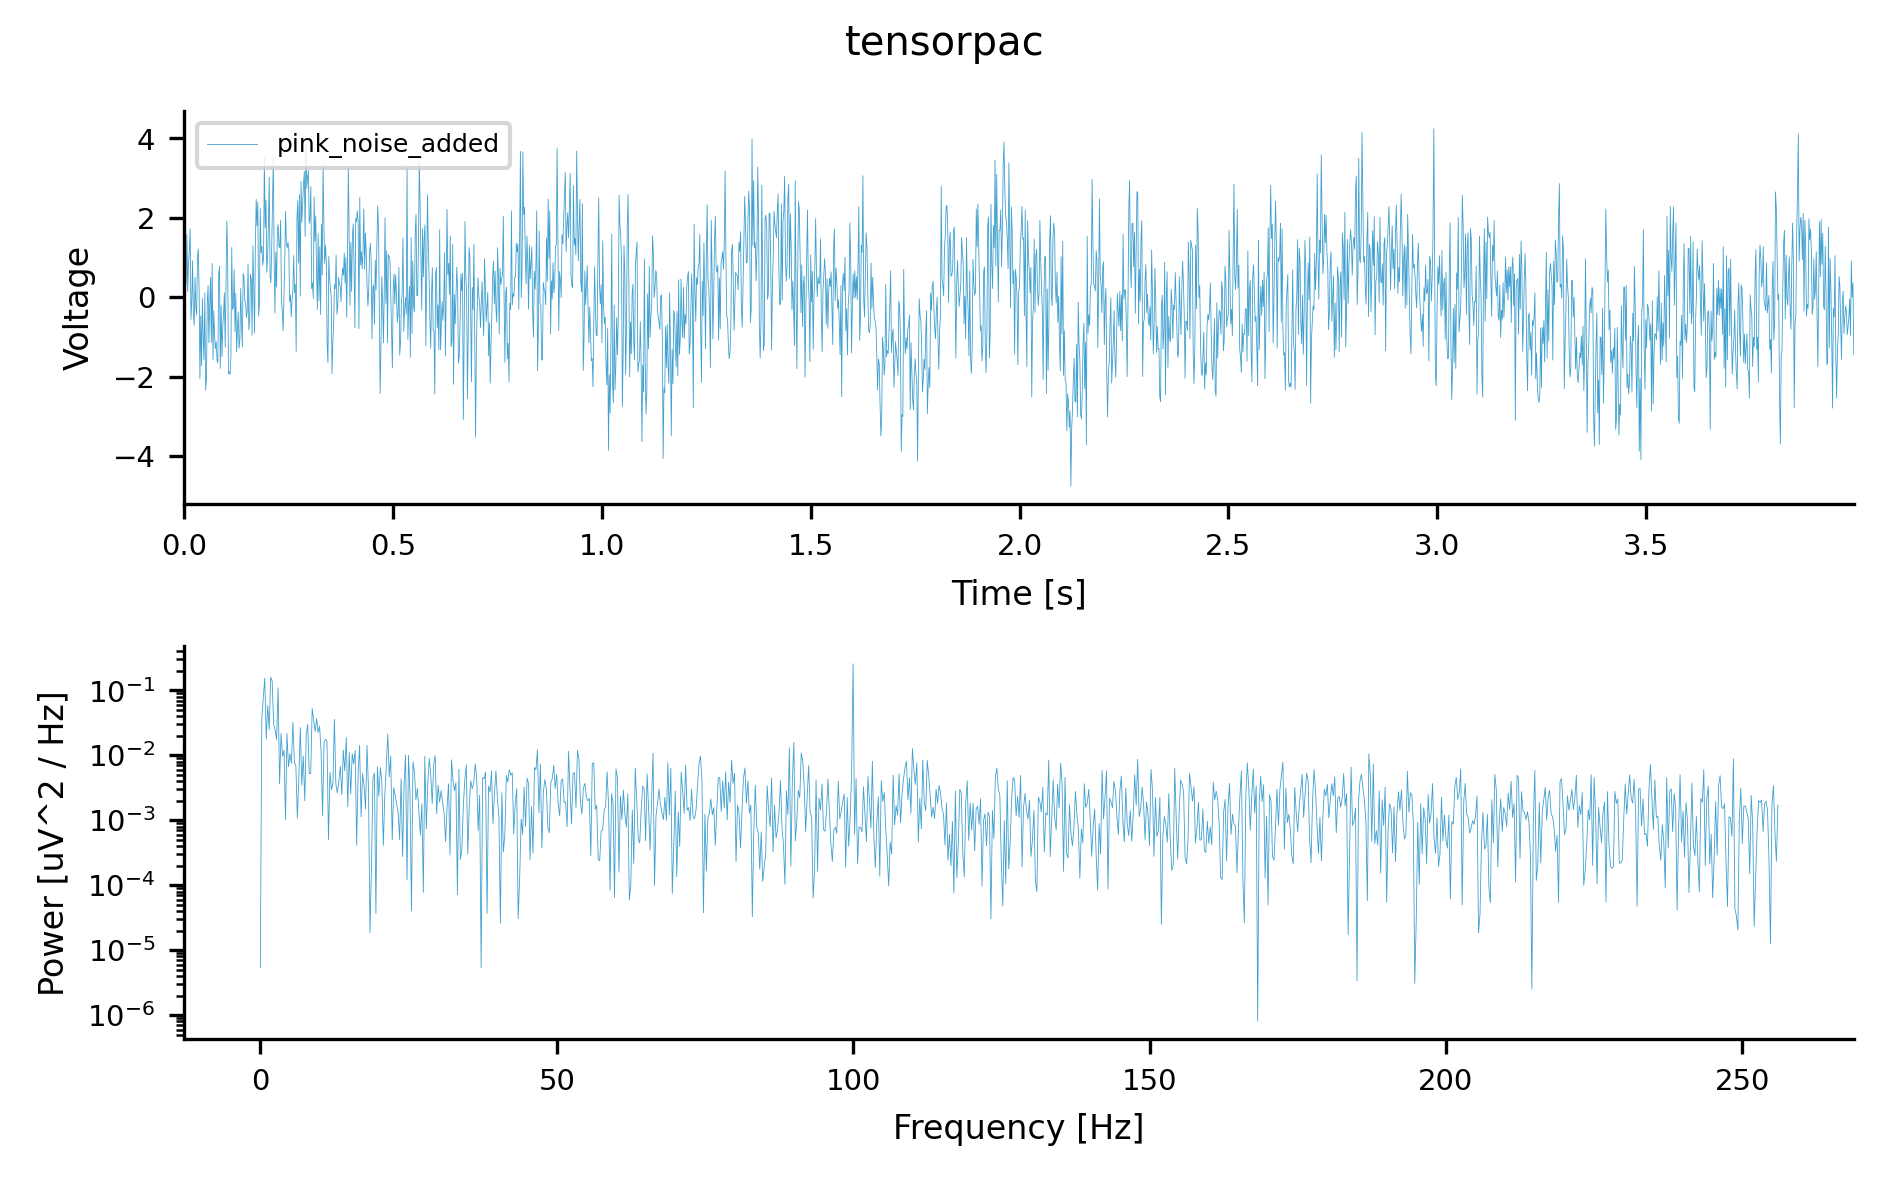 tensorpac
pink_noise_added
Voltage
4
2
0
−2
−4
0.0 0.5 1.0 1.5 2.0 2.5 3.0 3.5
Time [s]
Power [uV^2 / Hz]
10⁻¹
10⁻²
10⁻³
10⁻⁴
10⁻⁵
10⁻⁶
0 50 100 150 200 250
Frequency [Hz]